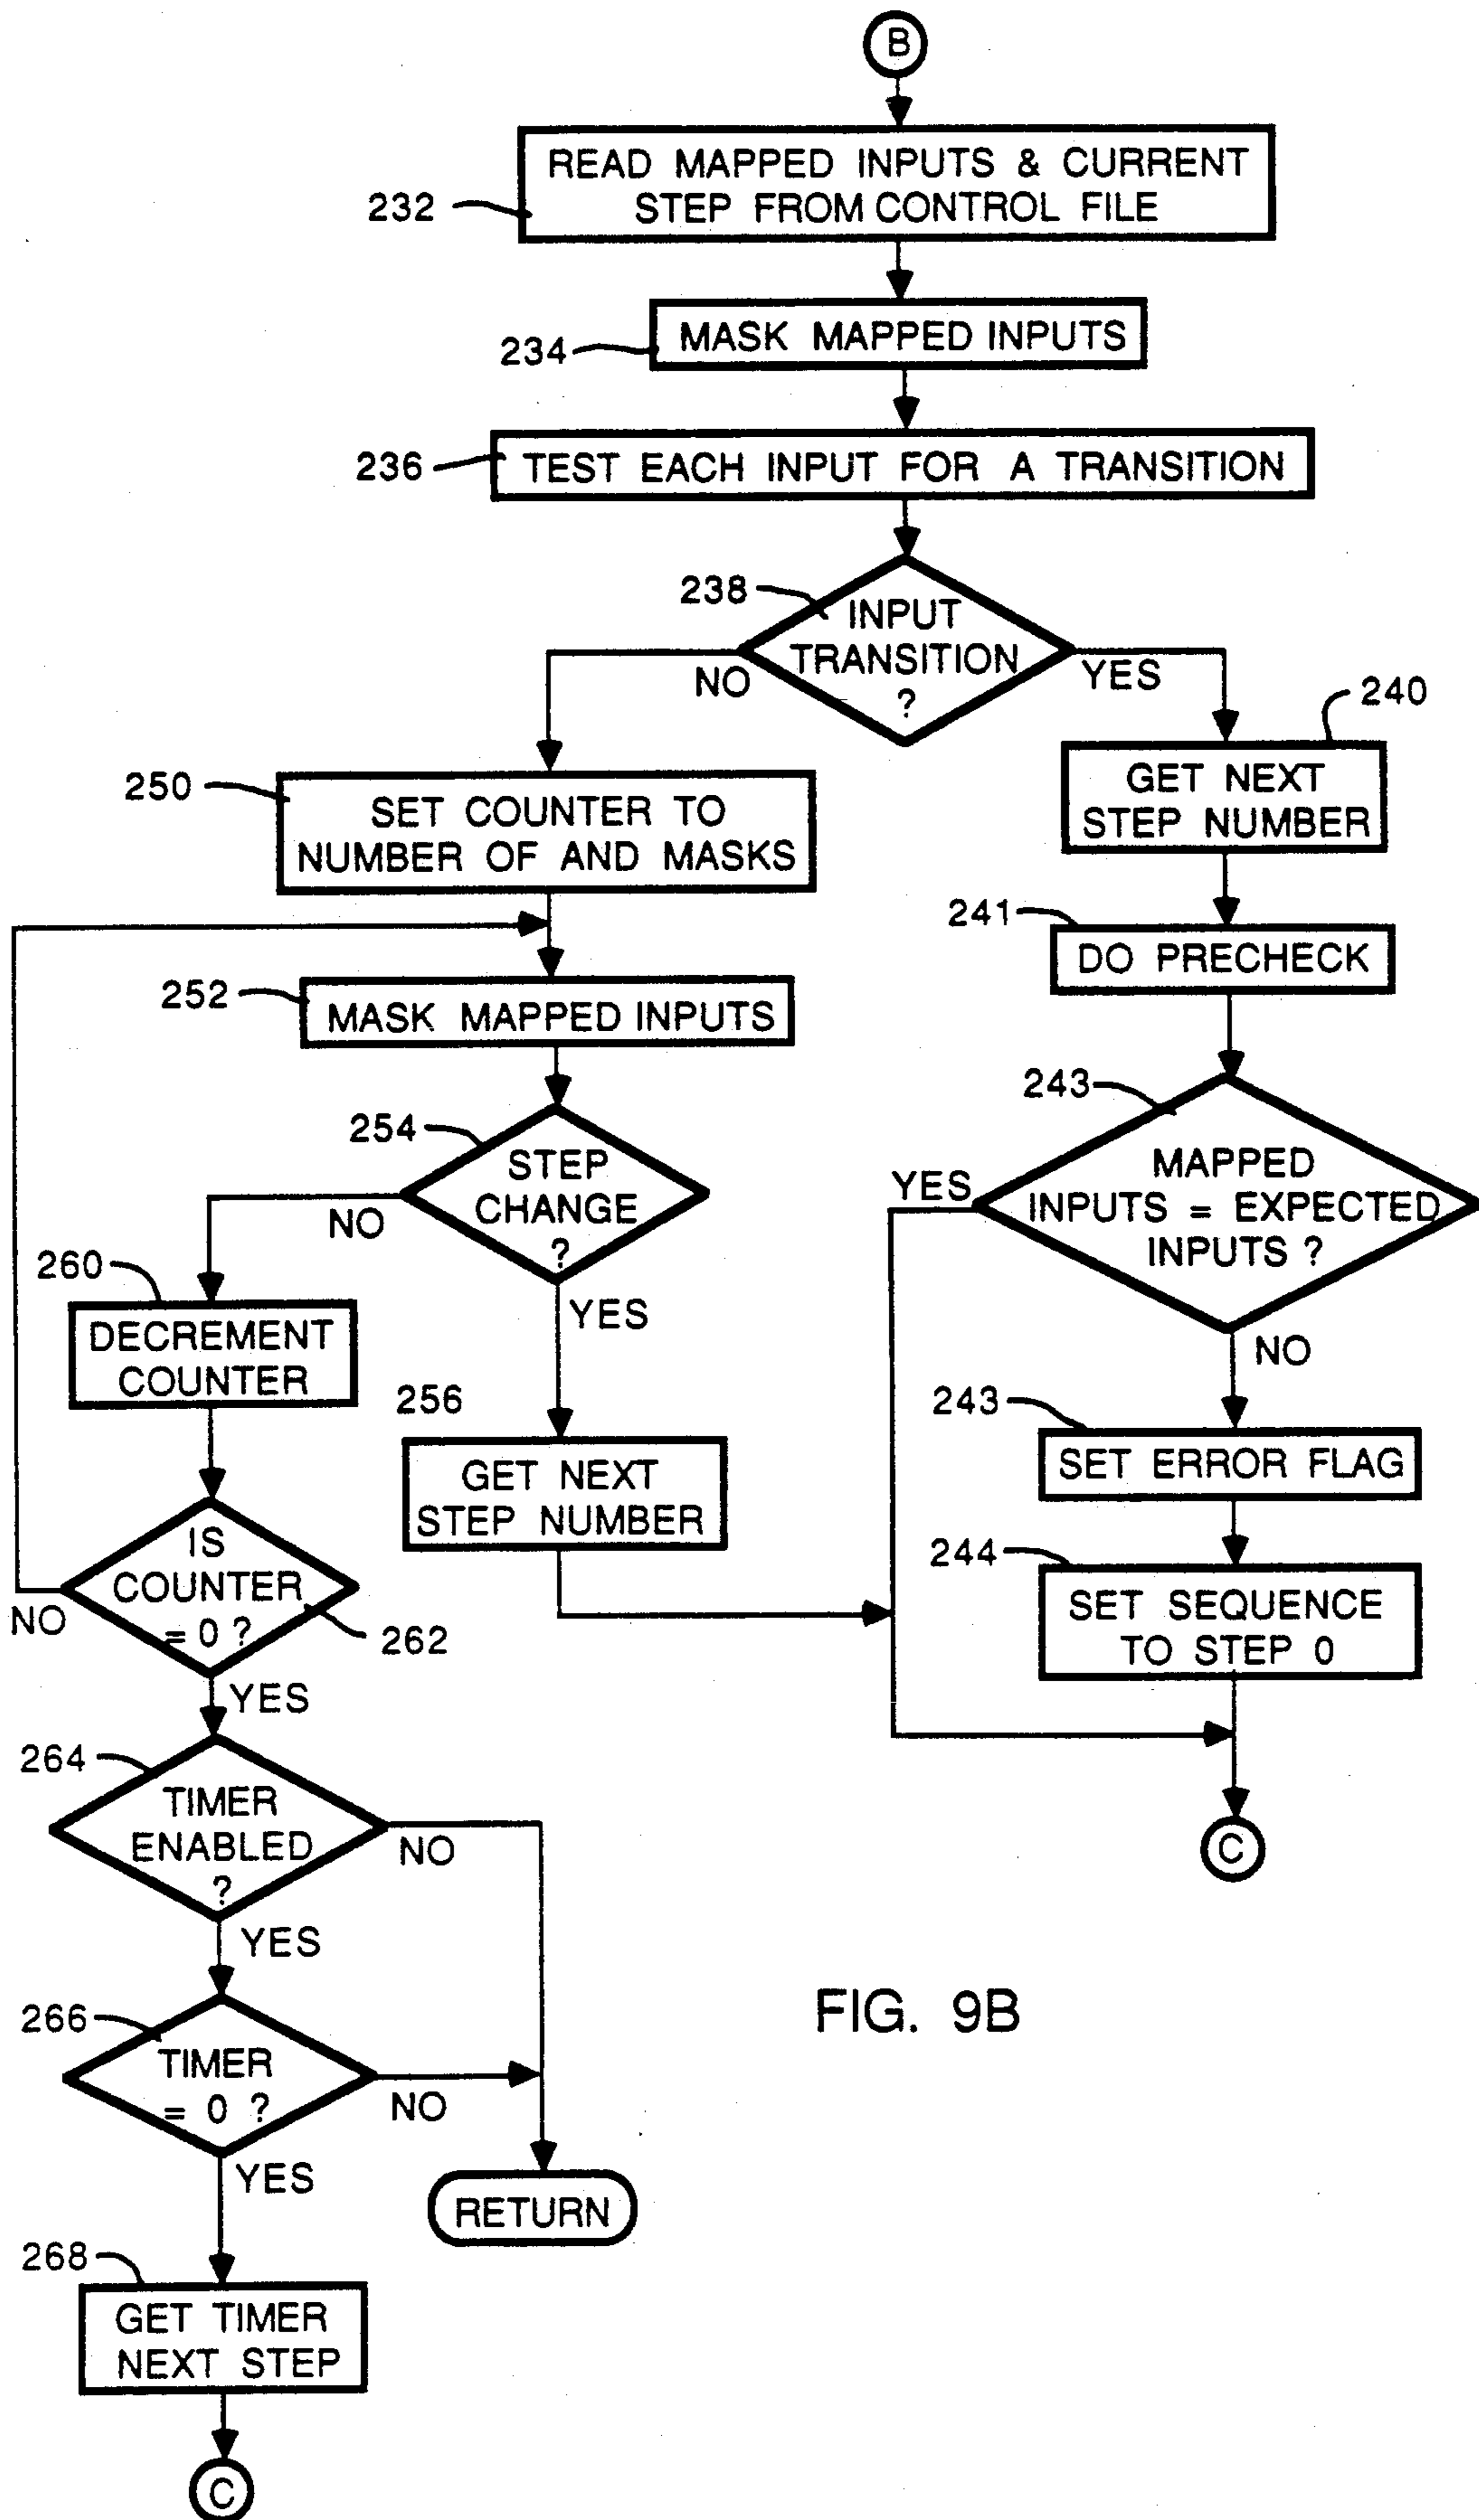 B
READ MAPPED INPUTS & CURRENT
STEP FROM CONTROL FILE
232
MASK MAPPED INPUTS
234
TEST EACH INPUT FOR A TRANSITION
236
238
INPUT
TRANSITION
?
NO
YES
240
GET NEXT
STEP NUMBER
250
SET COUNTER TO
NUMBER OF AND MASKS
241
DO PRECHECK
252
MASK MAPPED INPUTS
243
MAPPED
INPUTS = EXPECTED
INPUTS ?
YES
NO
254
STEP
CHANGE
?
NO
YES
260
DECREMENT
COUNTER
256
GET NEXT
STEP NUMBER
243
SET ERROR FLAG
244
SET SEQUENCE
TO STEP 0
IS
COUNTER
= 0 ?
NO
262
YES
264
TIMER
ENABLED
?
NO
YES
C
266
TIMER
= 0 ?
NO
YES
RETURN
FIG. 9B
268
GET TIMER
NEXT STEP
C